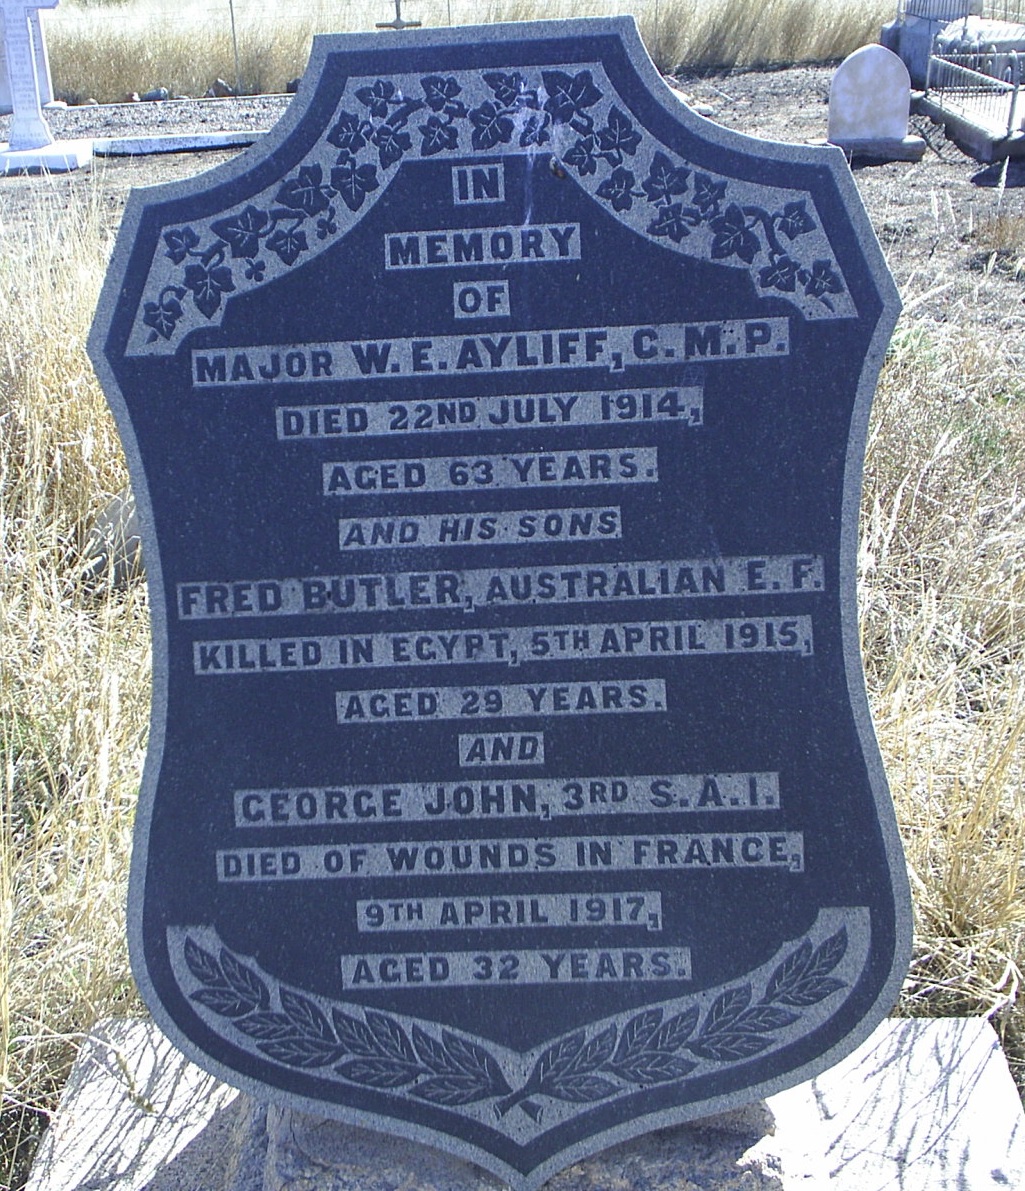 IN
MEMORY
OF
MAJOR W.E. AYLIFF, C.M.P.
DIED 22ND JULY 1914,
AGED 63 YEARS.
AND HIS SONS
FRED BUTLER, AUSTRALIAN E.F.
KILLED IN EGYPT, 5TH APRIL 1915,
AGED 29 YEARS.
AND
GEORGE JOHN, 3RD S.A.I.
DIED OF WOUNDS IN FRANCE,
9TH APRIL 1917,
AGED 32 YEARS.